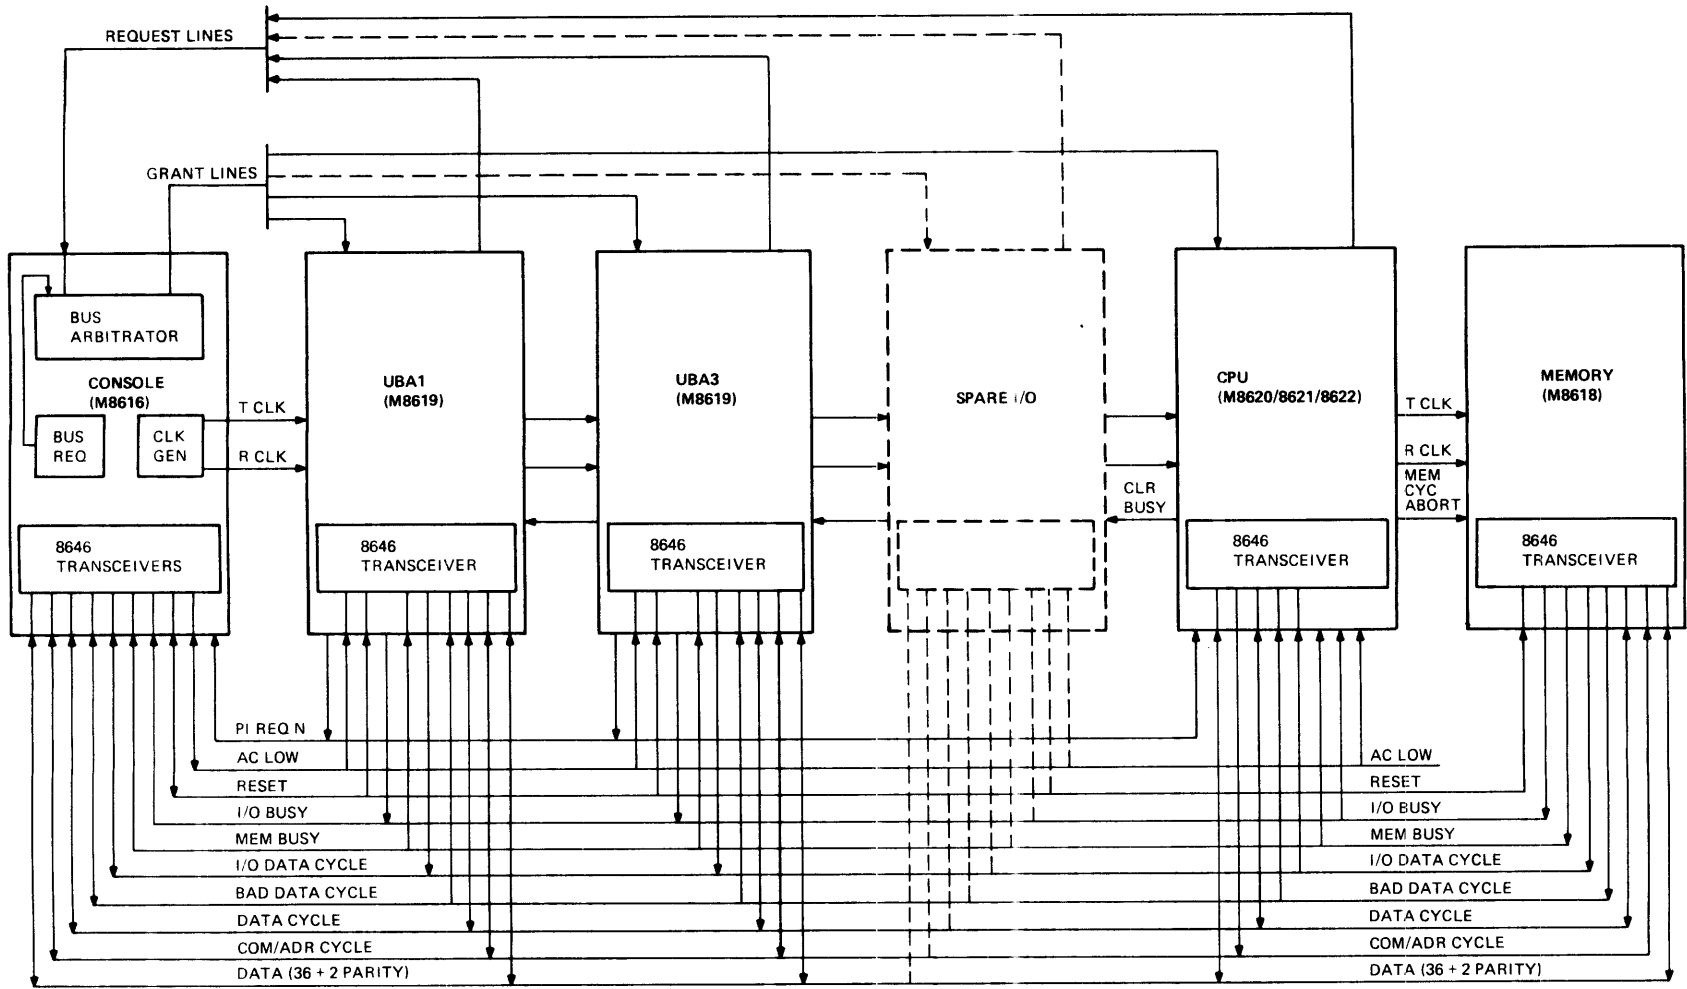 REQUEST LINES
GRANT LINES
BUS
ARBITRATOR
CONSOLE
(M8616)
BUS
REQ
CLK
GEN
T CLK
R CLK
8646
TRANSCEIVERS
UBA1
(M8619)
8646
TRANSCEIVER
UBA3
(M8619)
8646
TRANSCEIVER
SPARE I/O
CLR
BUSY
CPU
(M8620/8621/8622)
8646
TRANSCEIVER
T CLK
R CLK
MEM
CYC
ABORT
MEMORY
(M8618)
8646
TRANSCEIVER
PI REQ N
AC LOW
RESET
I/O BUSY
MEM BUSY
I/O DATA CYCLE
BAD DATA CYCLE
DATA CYCLE
COM/ADR CYCLE
DATA (36 + 2 PARITY)
AC LOW
RESET
I/O BUSY
MEM BUSY
I/O DATA CYCLE
BAD DATA CYCLE
DATA CYCLE
COM/ADR CYCLE
DATA (36 + 2 PARITY)